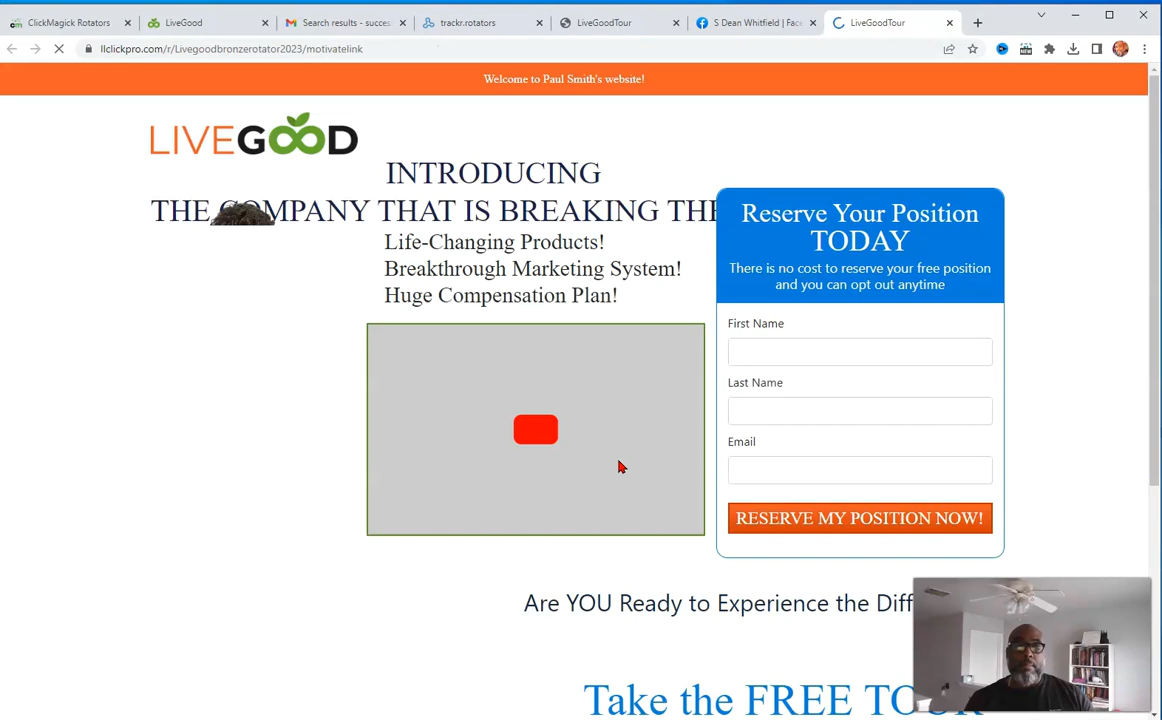 ClickMagick Rotators
LiveGood
Search results - succes
trackr.rotators
LiveGoodTour
S Dean Whitfield | Face
LiveGoodTour
llclickpro.com/r/Livegoodbronzerotator2023/motivatelink
Welcome to Paul Smith's website!
LIVEGOOD
INTRODUCING
THE COMPANY THAT IS BREAKING THE
Life-Changing Products!
Breakthrough Marketing System!
Huge Compensation Plan!
Reserve Your Position
TODAY
There is no cost to reserve your free position
and you can opt out anytime
First Name
Last Name
Email
RESERVE MY POSITION NOW!
Are YOU Ready to Experience the Diff
Take the FREE TOUR